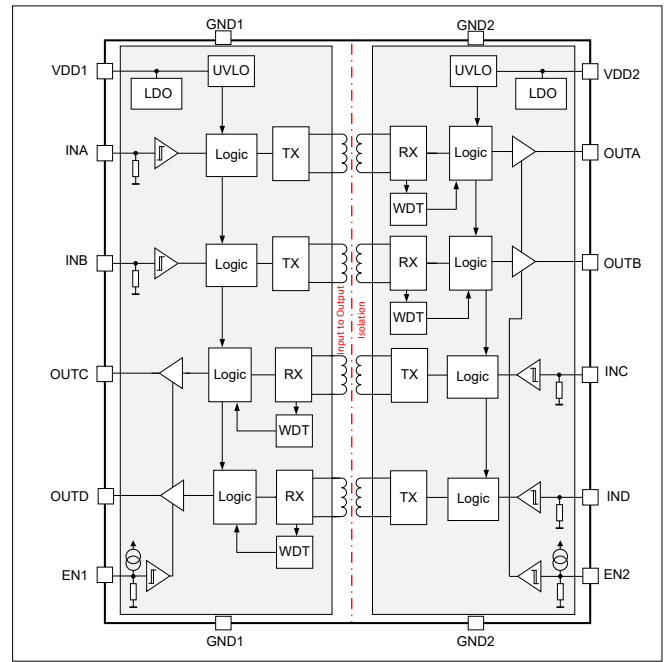 GND1 GND2
VDD1 UVLO UVLO VDD2
LDO LDO
INA Logic TX RX Logic OUTA
WDT
INB Logic TX RX Logic OUTB
WDT
Input to Output
Isolation
OUTC Logic RX TX Logic INC
WDT
OUTD Logic RX TX Logic IND
WDT
EN1 EN2
GND1 GND2